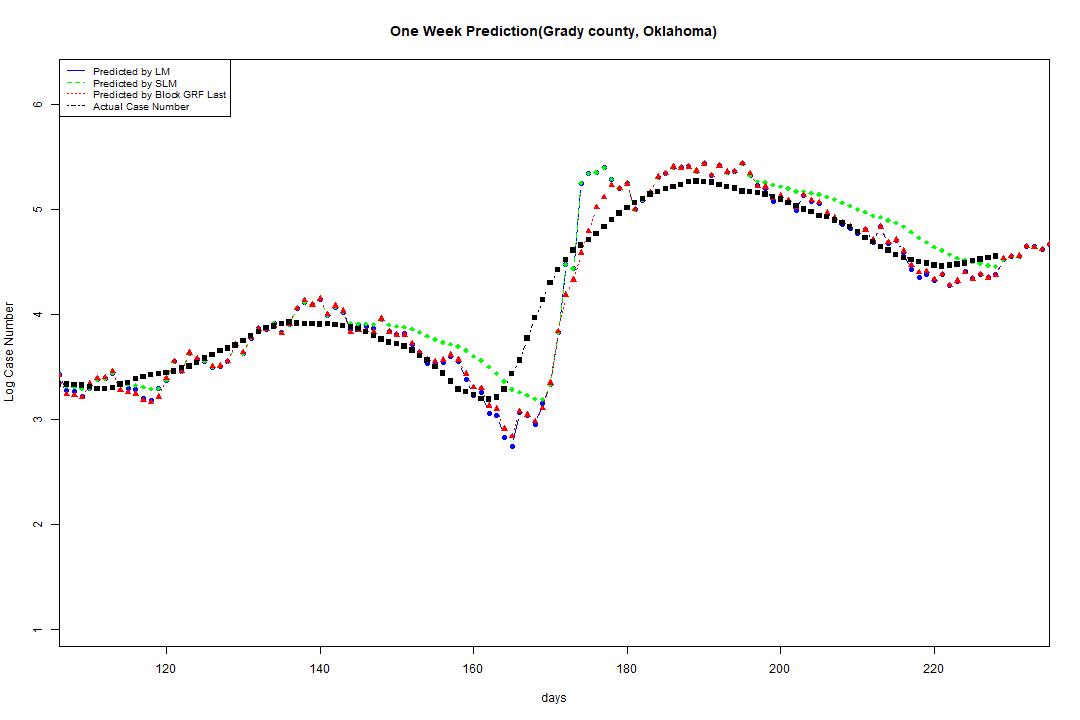 One Week Prediction(Grady county, Oklahoma)
Predicted by LM
Predicted by SLM
Predicted by Block GRF Last
Actual Case Number
6
5
4
3
2
1
Log Case Number
120 140 160 180 200 220
days